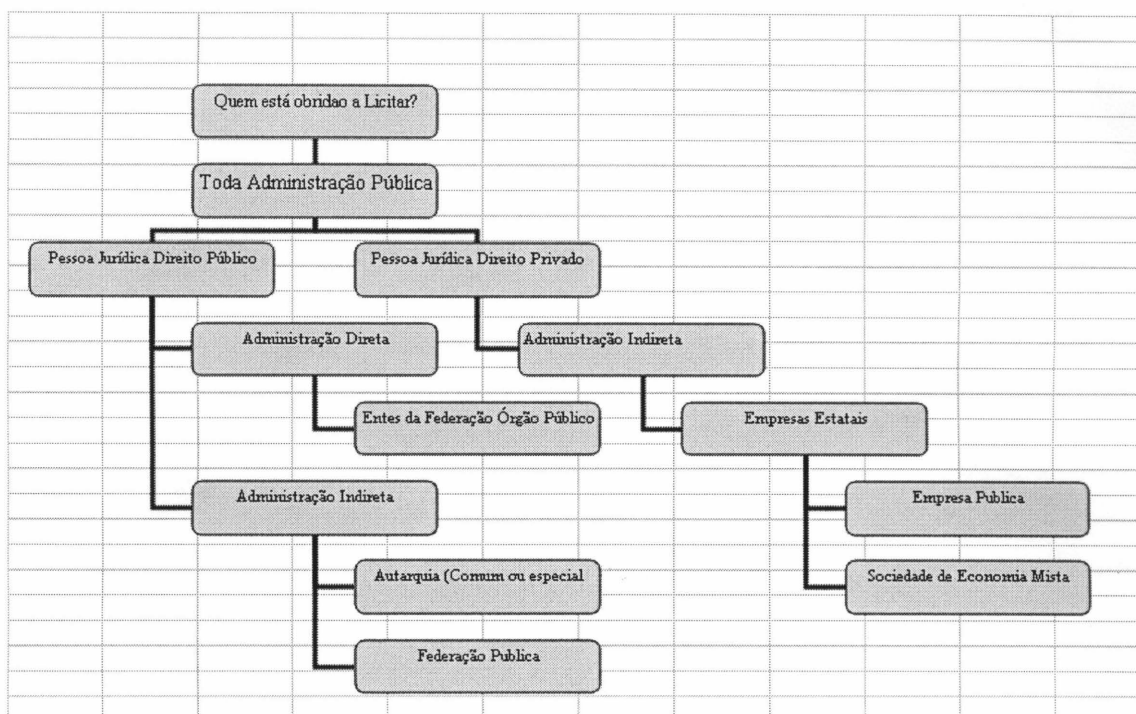 Quem está obridao a Licitar?
Toda Administração Pública
Pessoa Jurídica Direito Público
Pessoa Jurídica Direito Privado
Administração Direta
Administração Indireta
Entes da Federação Órgão Público
Empresas Estatais
Administração Indireta
Empresa Publica
Autarquia (Comum ou especial
Sociedade de Economia Mista
Federação Publica